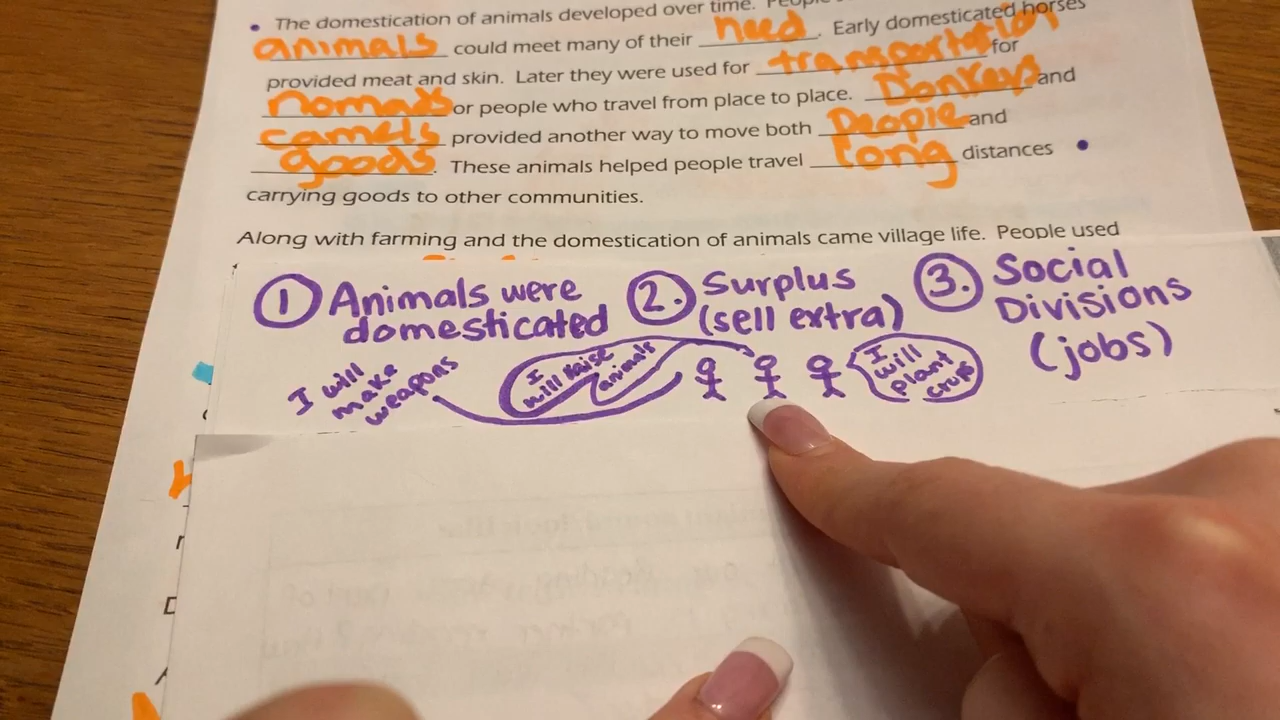 • The domestication of animals developed over time.
animals could meet many of their need. Early domesticated horses
provided meat and skin. Later they were used for transportation for
nomads or people who travel from place to place. Donkeys and
camels provided another way to move both People and
goods. These animals helped people travel long distances •
carrying goods to other communities.
Along with farming and the domestication of animals came village life. People used
1 Animals were domesticated
2. Surplus (sell extra)
3. Social Divisions (jobs)
I will make weapons
I will raise animals
I will plant crops